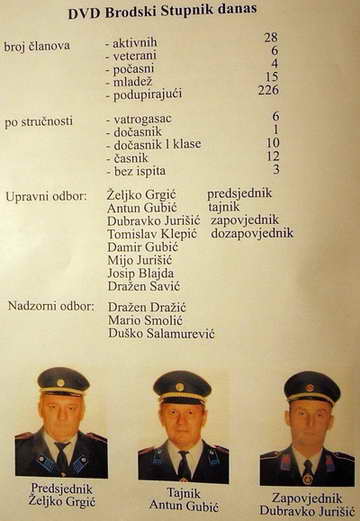 DVD Brodski Stupnik danas
broj članova - aktivnih 28
- veterani 6
- počasni 4
- mladež 15
- podupirajući 226
po stručnosti - vatrogasac 6
- dočasnik 1
- dočasnik I klase 10
- časnik 12
- bez ispita 3
Upravni odbor: Željko Grgić predsjednik
Antun Gubić tajnik
Dubravko Jurišić zapovjednik
Tomislav Klepić dozapovjednik
Damir Gubić
Mijo Jurišić
Josip Blajda
Dražen Savić
Nadzorni odbor: Dražen Dražić
Mario Smolić
Duško Salamurević
Predsjednik
Željko Grgić
Tajnik
Antun Gubić
Zapovjednik
Dubravko Jurišić